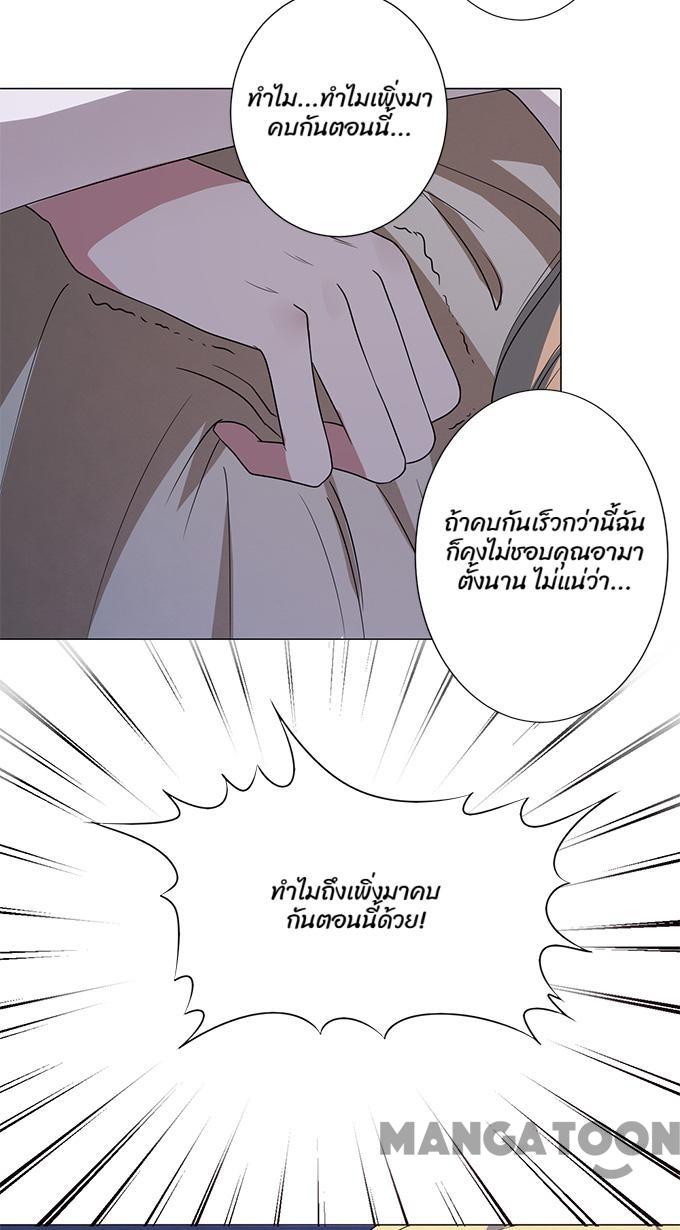 ทำไม...ทำไมเพิ่งมา
คบกันตอนนี้...
ถ้าคบกันเร็วกว่านี้ฉัน
ก็คงไม่ชอบคุณอามา
ตั้งนาน ไม่แน่ว่า...
ทำไมถึงเพิ่งมาคบ
กันตอนนี้ด้วย!
MANGATOON